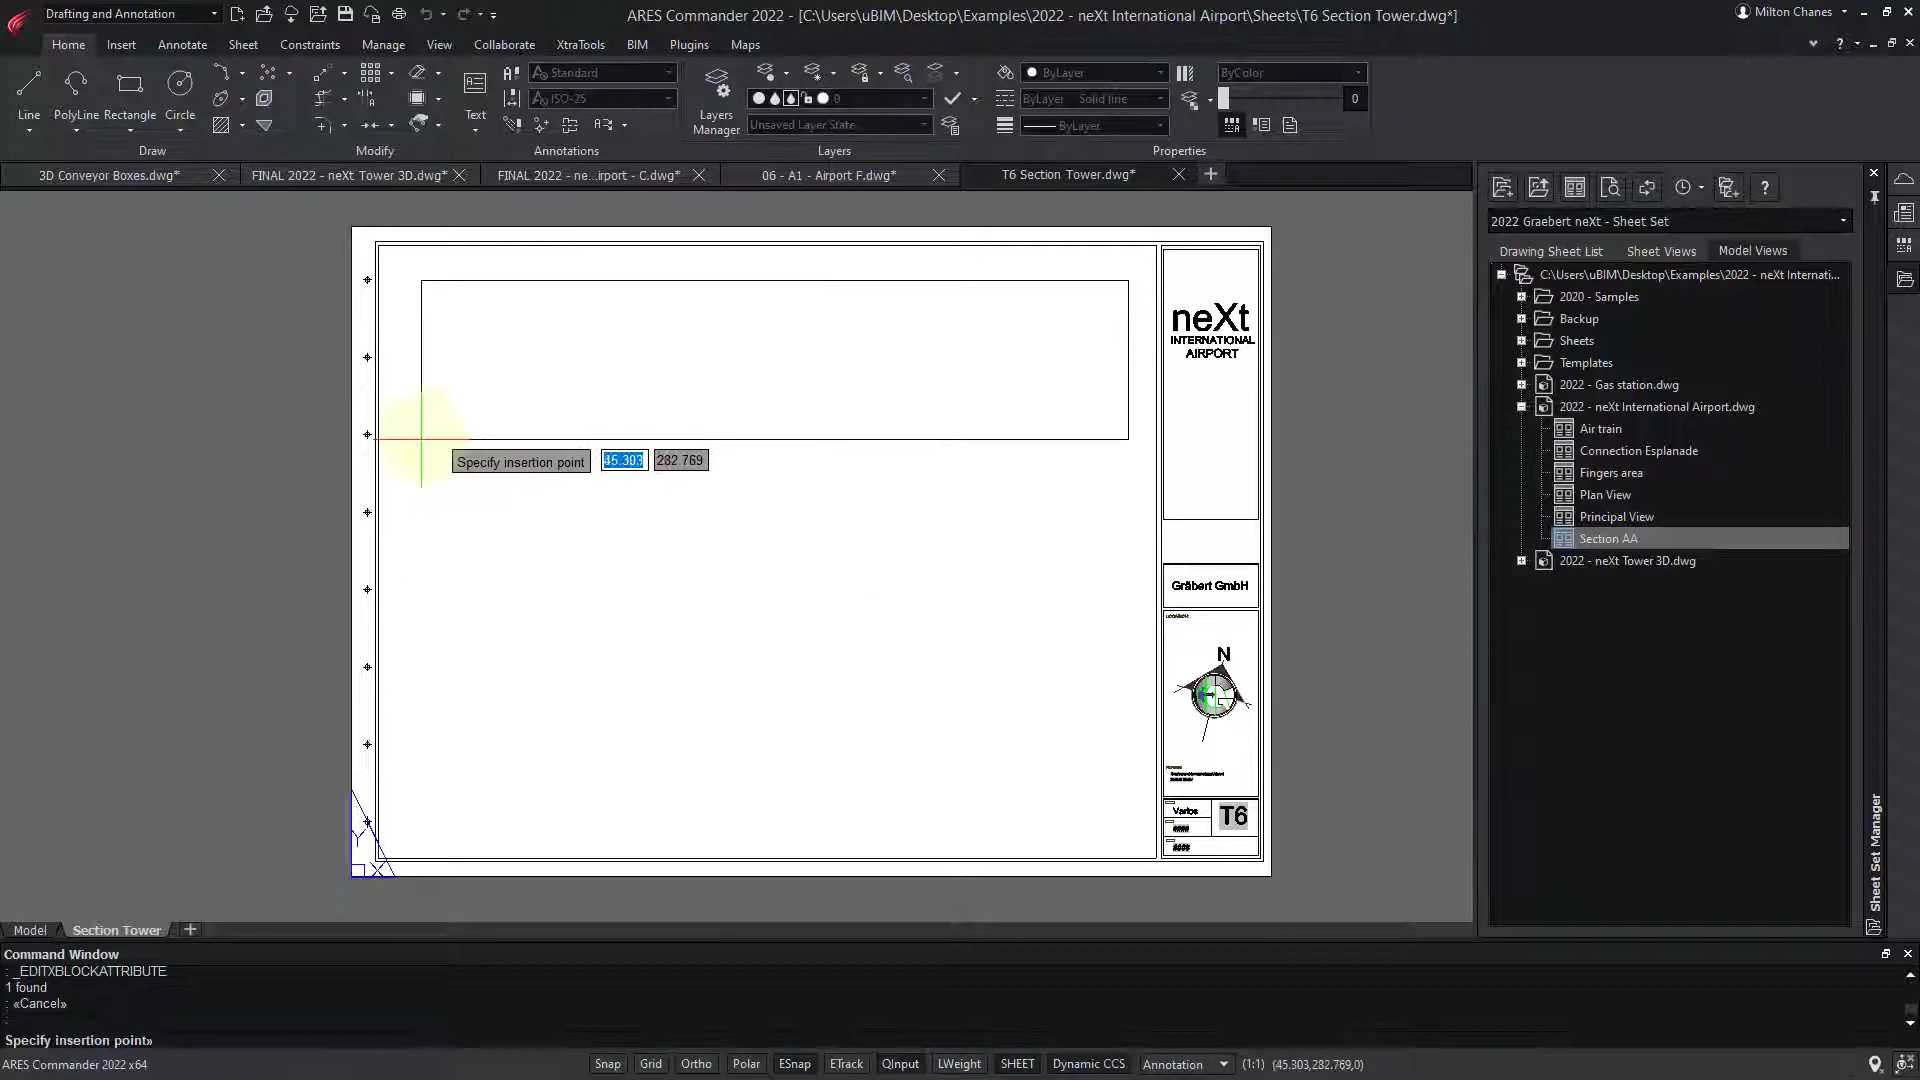 Drafting and Annotation
ARES Commander 2022 - [C:\Users\uBIM\Desktop\Examples\2022 - neXt International Airport\Sheets\T6 Section Tower.dwg*]
Milton Chanes
Home Insert Annotate Sheet Constraints Manage View Collaborate XtraTools BIM Plugins Maps
Standard
ByLayer
ByColor
ISO-25
0
ByLayer Solid line
0
Line PolyLine Rectangle Circle
Text
Layers
Manager
Unsaved Layer State
ByLayer
Draw Modify Annotations Layers Properties
3D Conveyor Boxes.dwg*
FINAL 2022 - neXt Tower 3D.dwg*
FINAL 2022 - ne...irport - C.dwg*
06 - A1 - Airport F.dwg*
T6 Section Tower.dwg*
2022 Graebert neXt - Sheet Set
Drawing Sheet List Sheet Views Model Views
C:\Users\uBIM\Desktop\Examples\2022 - neXt Internati...
2020 - Samples
Backup
Sheets
Templates
2022 - Gas station.dwg
2022 - neXt International Airport.dwg
Air train
Connection Esplanade
Fingers area
Plan View
Principal View
Section AA
2022 - neXt Tower 3D.dwg
Sheet Set Manager
neXt
INTERNATIONAL
AIRPORT
Specify insertion point 45.303 282.769
Gräbert GmbH
N
Varios
T6
####
####
Y
X
Model Section Tower
Command Window
: _EDITXBLOCKATTRIBUTE
1 found
: «Cancel»
:
Specify insertion point»
ARES Commander 2022 x64
Snap Grid Ortho Polar ESnap ETrack QInput LWeight SHEET Dynamic CCS Annotation (1:1) (45.303,282.769,0)